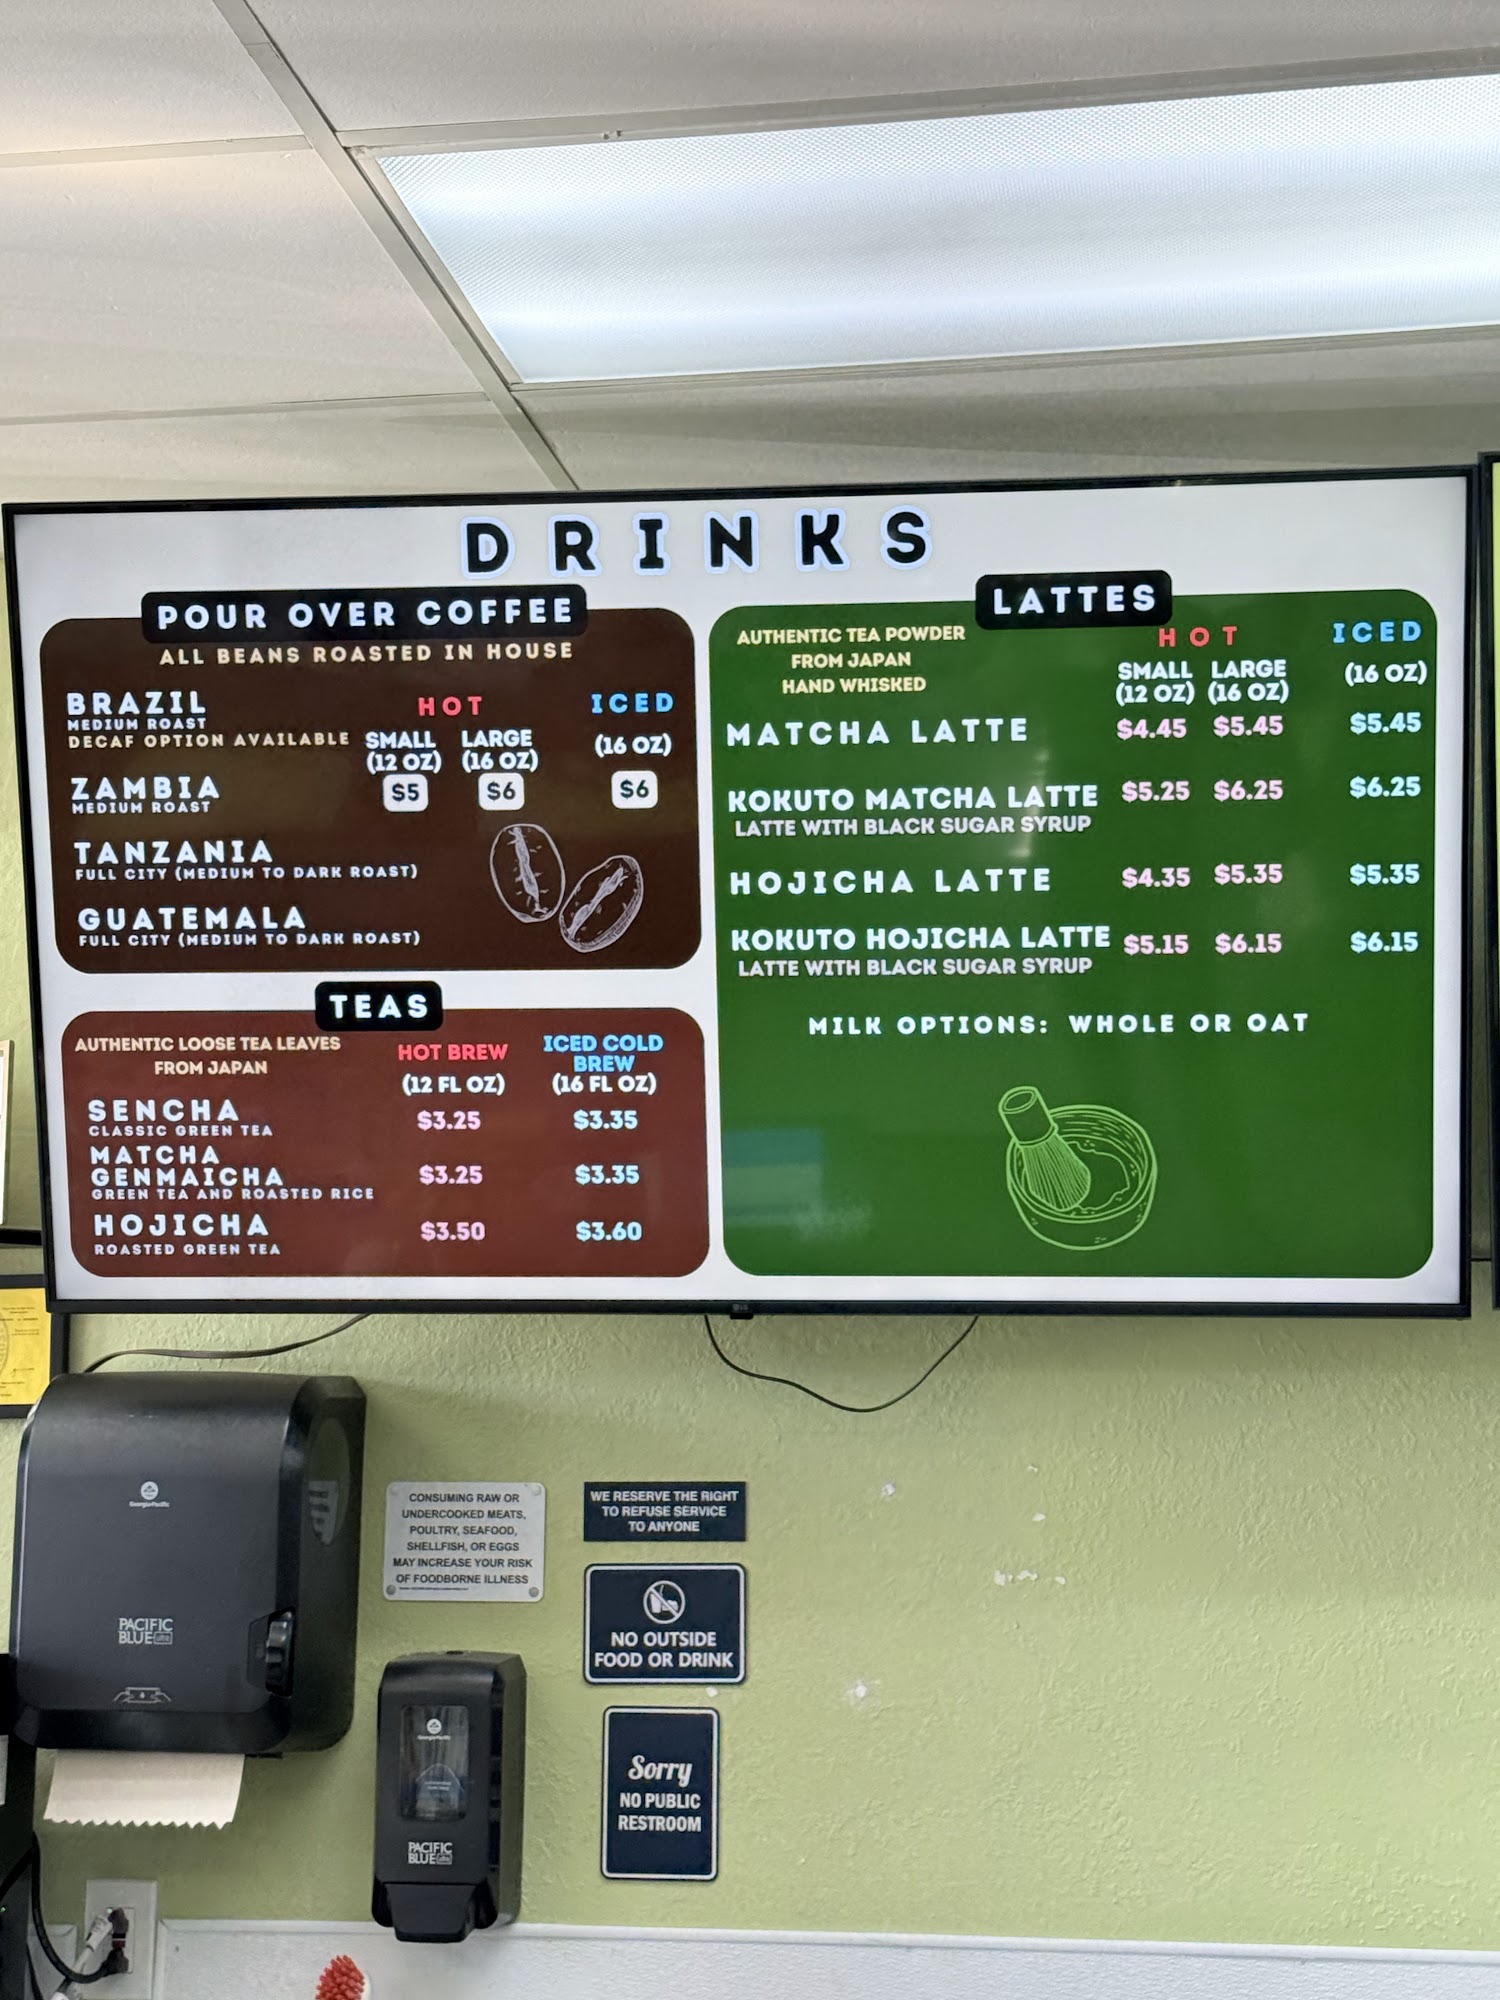 DRINKS
POUR OVER COFFEE
ALL BEANS ROASTED IN HOUSE
BRAZIL
MEDIUM ROAST
DECAF OPTION AVAILABLE
HOT
ICED
SMALL
(12 OZ)
LARGE
(16 OZ)
(16 OZ)
$5
$6
$6
ZAMBIA
MEDIUM ROAST
TANZANIA
FULL CITY (MEDIUM TO DARK ROAST)
GUATEMALA
FULL CITY (MEDIUM TO DARK ROAST)
TEAS
AUTHENTIC LOOSE TEA LEAVES
FROM JAPAN
HOT BREW
(12 FL OZ)
ICED COLD
BREW
(16 FL OZ)
SENCHA $3.25 $3.35
CLASSIC GREEN TEA
MATCHA
GENMAICHA $3.25 $3.35
GREEN TEA AND ROASTED RICE
HOJICHA $3.50 $3.60
ROASTED GREEN TEA
LATTES
AUTHENTIC TEA POWDER
FROM JAPAN
HAND WHISKED
HOT
ICED
SMALL
(12 OZ)
LARGE
(16 OZ)
(16 OZ)
MATCHA LATTE $4.45 $5.45 $5.45
KOKUTO MATCHA LATTE $5.25 $6.25 $6.25
LATTE WITH BLACK SUGAR SYRUP
HOJICHA LATTE $4.35 $5.35 $5.35
KOKUTO HOJICHA LATTE $5.15 $6.15 $6.15
LATTE WITH BLACK SUGAR SYRUP
MILK OPTIONS: WHOLE OR OAT
LG
Georgia-Pacific
PACIFIC
BLUE ultra
CONSUMING RAW OR
UNDERCOOKED MEATS,
POULTRY, SEAFOOD,
SHELLFISH, OR EGGS
MAY INCREASE YOUR RISK
OF FOODBORNE ILLNESS
WE RESERVE THE RIGHT
TO REFUSE SERVICE
TO ANYONE
NO OUTSIDE
FOOD OR DRINK
Sorry
NO PUBLIC
RESTROOM
Georgia-Pacific
PACIFIC
BLUE ultra